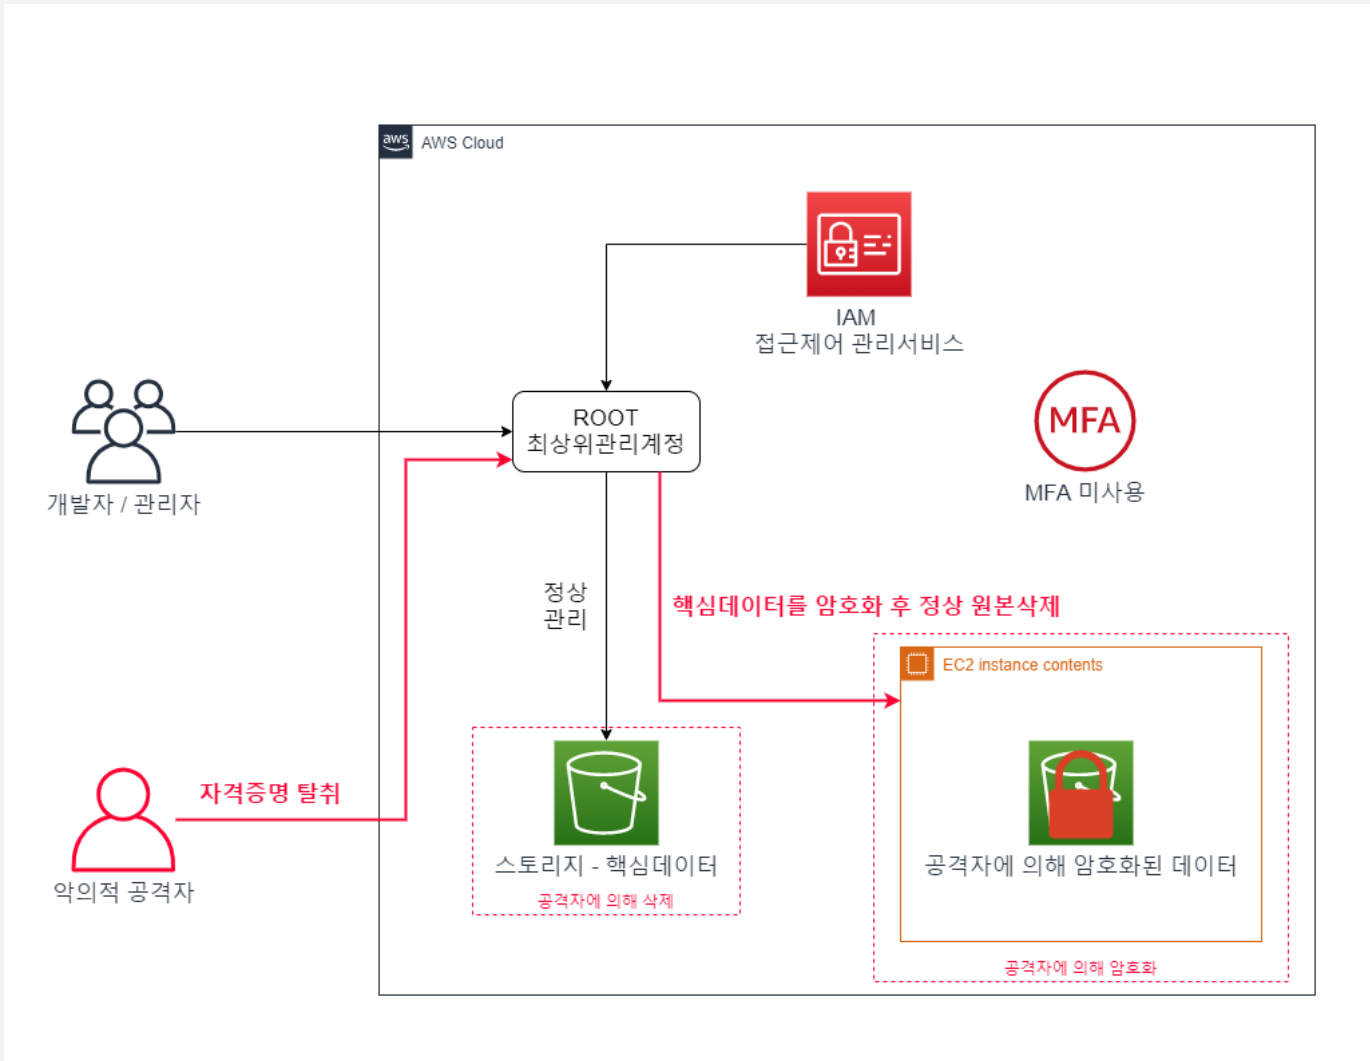 aws
AWS Cloud
IAM
접근제어 관리서비스
ROOT
최상위관리계정
MFA
MFA 미사용
개발자 / 관리자
정상
관리
핵심데이터를 암호화 후 정상 원본삭제
EC2 instance contents
자격증명 탈취
악의적 공격자
스토리지 - 핵심데이터
공격자에 의해 삭제
공격자에 의해 암호화된 데이터
공격자에 의해 암호화